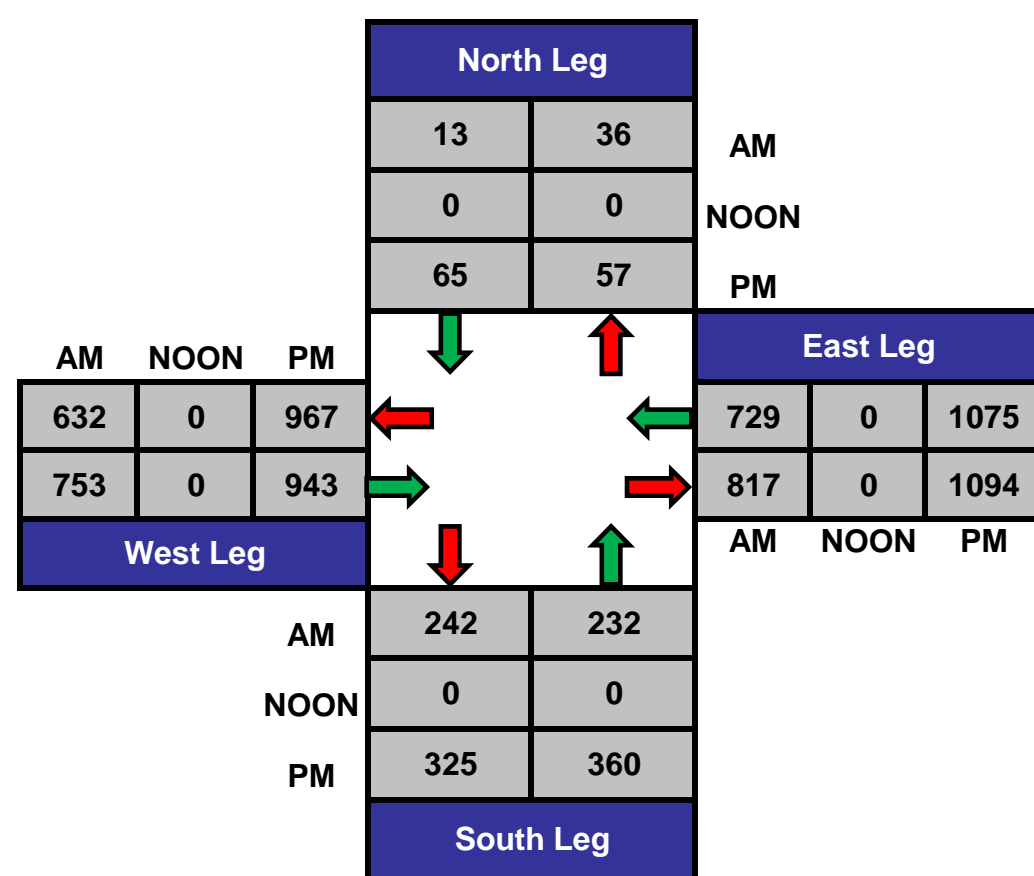 North Leg
13 36 AM
0 0 NOON
65 57 PM
East Leg
AM NOON PM
632 0 967
729 0 1075
753 0 943
817 0 1094
West Leg
AM NOON PM
AM 242 232
NOON 0 0
PM 325 360
South Leg